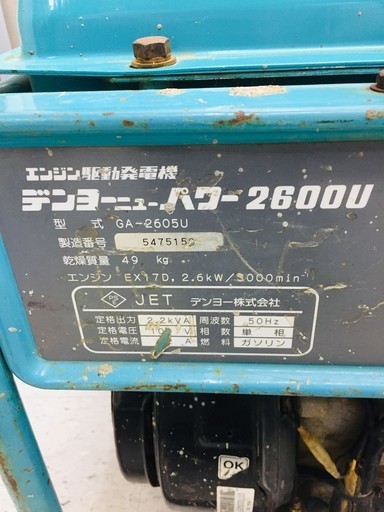 エンジン駆動発電機
デンヨーニューパワー2600U
型 式 GA-2605U
製造番号
乾燥質量 49 kg
エンジン EX17D, 2.6kW/3000min⁻¹
JET デンヨー株式会社
定格出力 2.2kVA 周波数 50Hz
定格電圧 V 相数 単相
定格電流 A 燃料 ガソリン
OK